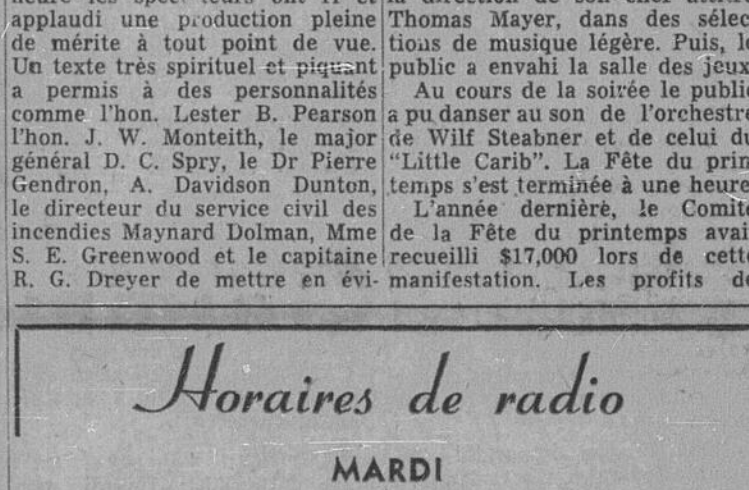 applaudi une production pleine
de mérite à tout point de vue.
Un texte très spirituel et piquant
a permis à des personnalités
comme l'hon. Lester B. Pearson
l'hon. J. W. Monteith, le major
général D. C. Spry, le Dr Pierre
Gendron, A. Davidson Dunton,
le directeur du service civil des
incendies Maynard Dolman, Mme
S. E. Greenwood et le capitaine
R. G. Dreyer de mettre en évi-
Thomas Mayer, dans des sélec
tions de musique légère. Puis, l
public a envahi la salle des jeux
Au cours de la soirée le public
a pu danser au son de l'orchestre
de Wilf Steabner et de celui du
"Little Carib". La Fête du prin
temps s'est terminée à une heure
L'année dernière, le Comité
de la Fête du printemps avai
recueilli $17,000 lors de cette
manifestation. Les profits de
Horaires de radio
MARDI